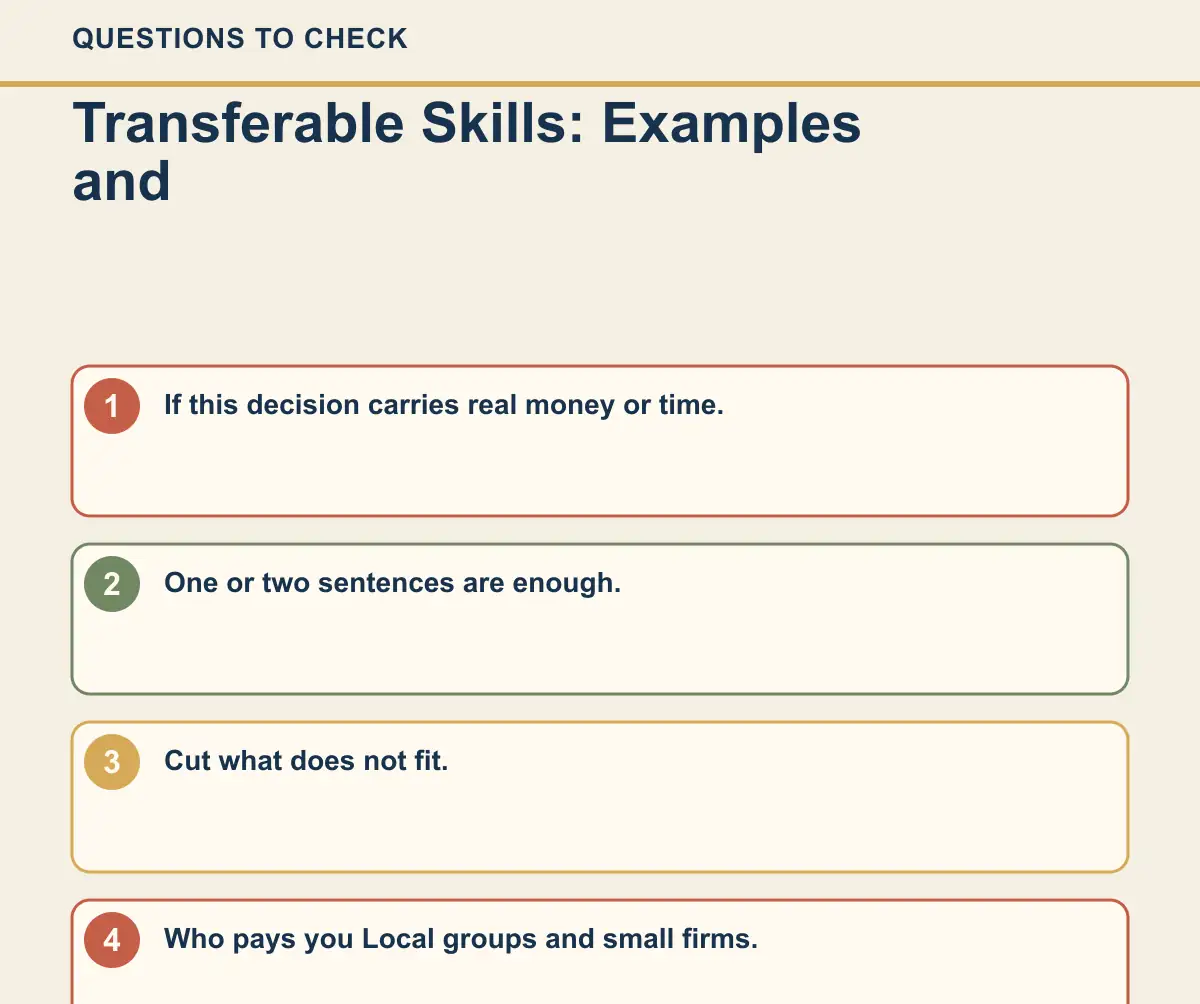 QUESTIONS TO CHECK
Transferable Skills: Examples
and
1 If this decision carries real money or time.
2 One or two sentences are enough.
3 Cut what does not fit.
4 Who pays you Local groups and small firms.